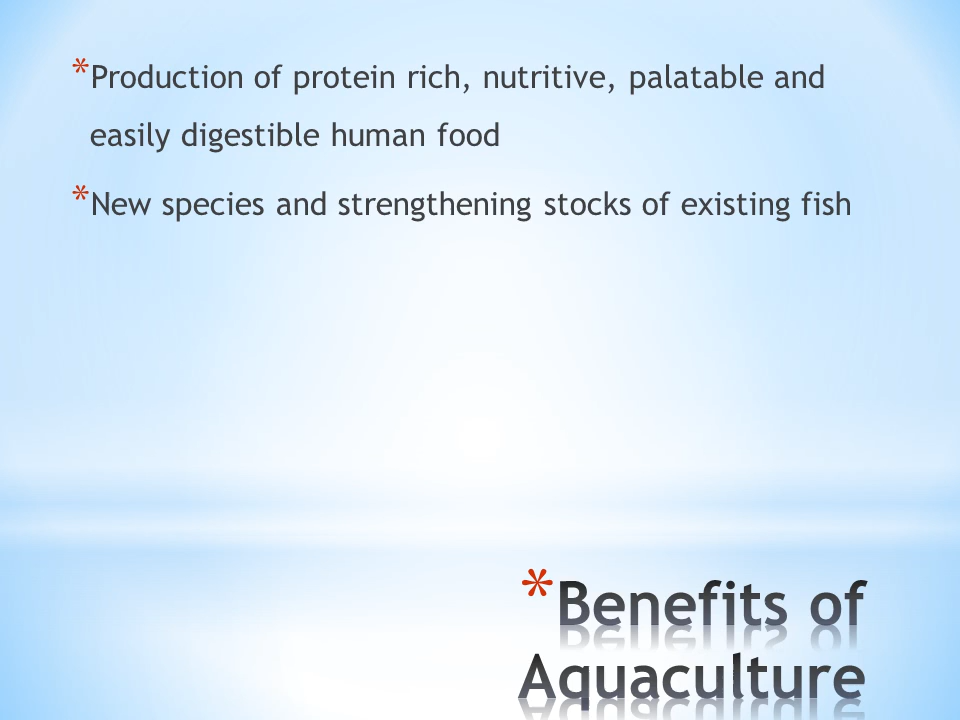 *Production of protein rich, nutritive, palatable and
easily digestible human food
*New species and strengthening stocks of existing fish
*Benefits of
Aquaculture